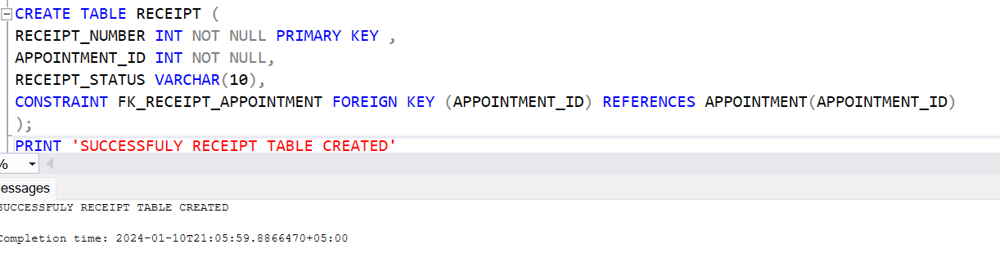 CREATE TABLE RECEIPT (
RECEIPT_NUMBER INT NOT NULL PRIMARY KEY ,
APPOINTMENT_ID INT NOT NULL,
RECEIPT_STATUS VARCHAR(10),
CONSTRAINT FK_RECEIPT_APPOINTMENT FOREIGN KEY (APPOINTMENT_ID) REFERENCES APPOINTMENT(APPOINTMENT_ID)
);
PRINT 'SUCCESSFULY RECEIPT TABLE CREATED'
%
essages
SUCCESSFULY RECEIPT TABLE CREATED
Completion time: 2024-01-10T21:05:59.8866470+05:00